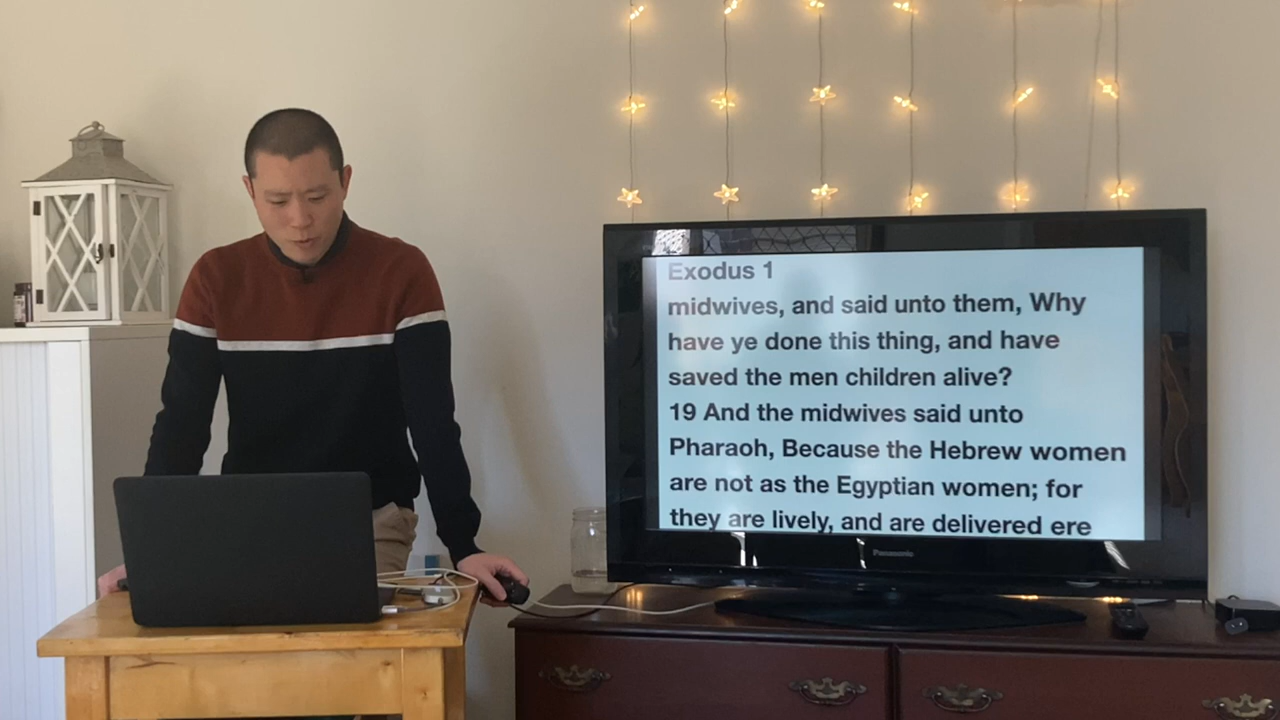 Exodus 1
midwives, and said unto them, Why
have ye done this thing, and have
saved the men children alive?
19 And the midwives said unto
Pharaoh, Because the Hebrew women
are not as the Egyptian women; for
they are lively, and are delivered ere
Panasonic